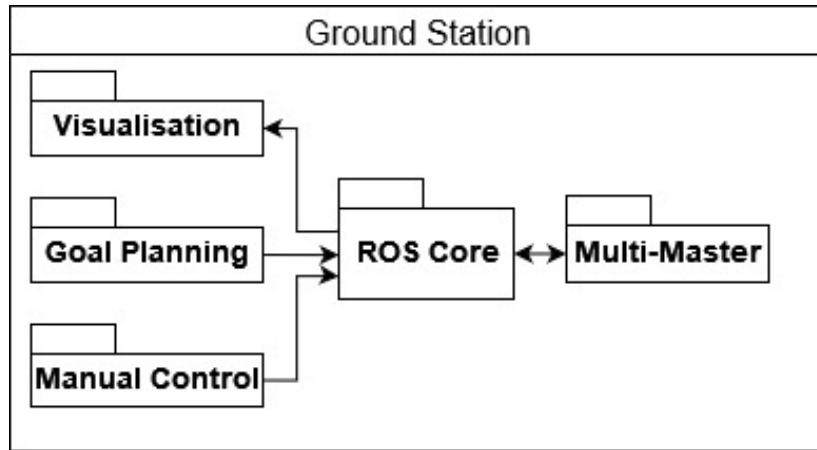 Ground Station
Visualisation
Goal Planning
ROS Core
Multi-Master
Manual Control